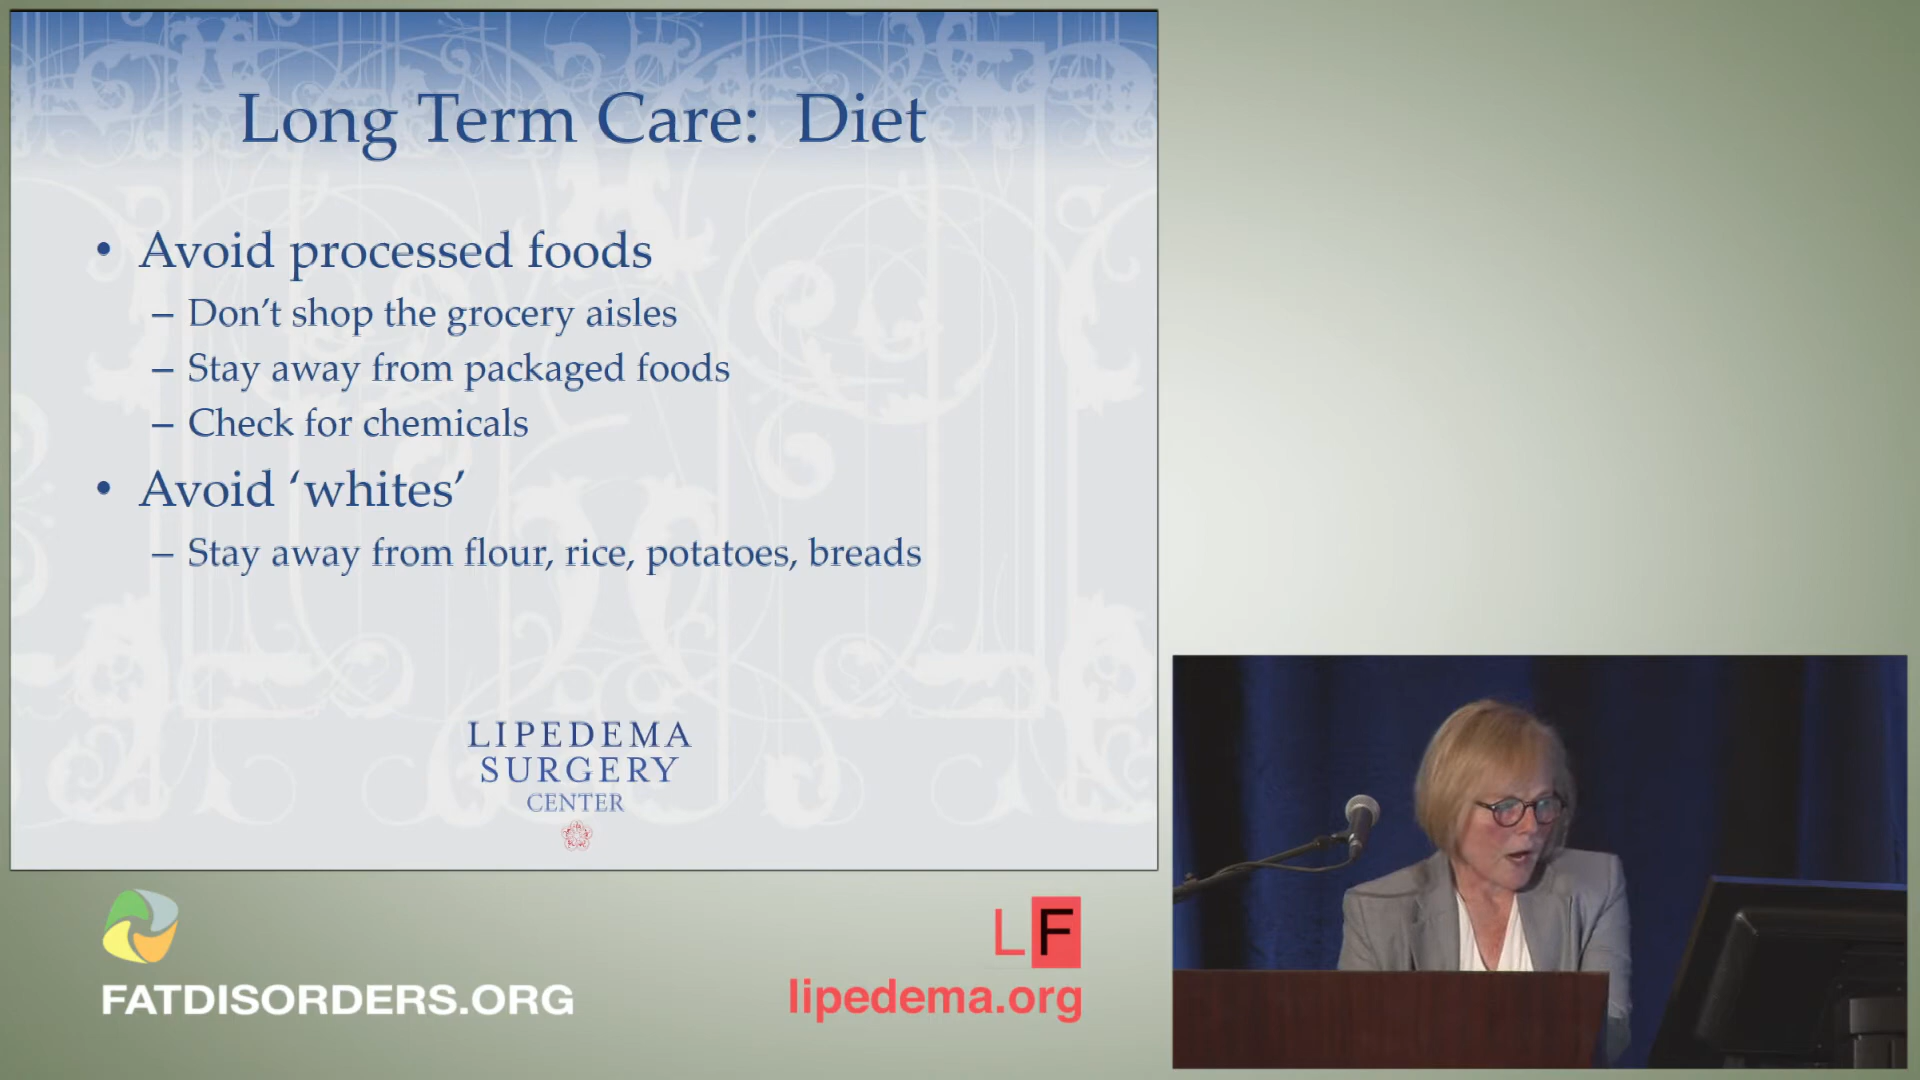 Long Term Care: Diet
• Avoid processed foods
– Don't shop the grocery aisles
– Stay away from packaged foods
– Check for chemicals
• Avoid ‘whites’
– Stay away from flour, rice, potatoes, breads
LIPEDEMA
SURGERY
CENTER
FATDISORDERS.ORG
LF
lipedema.org